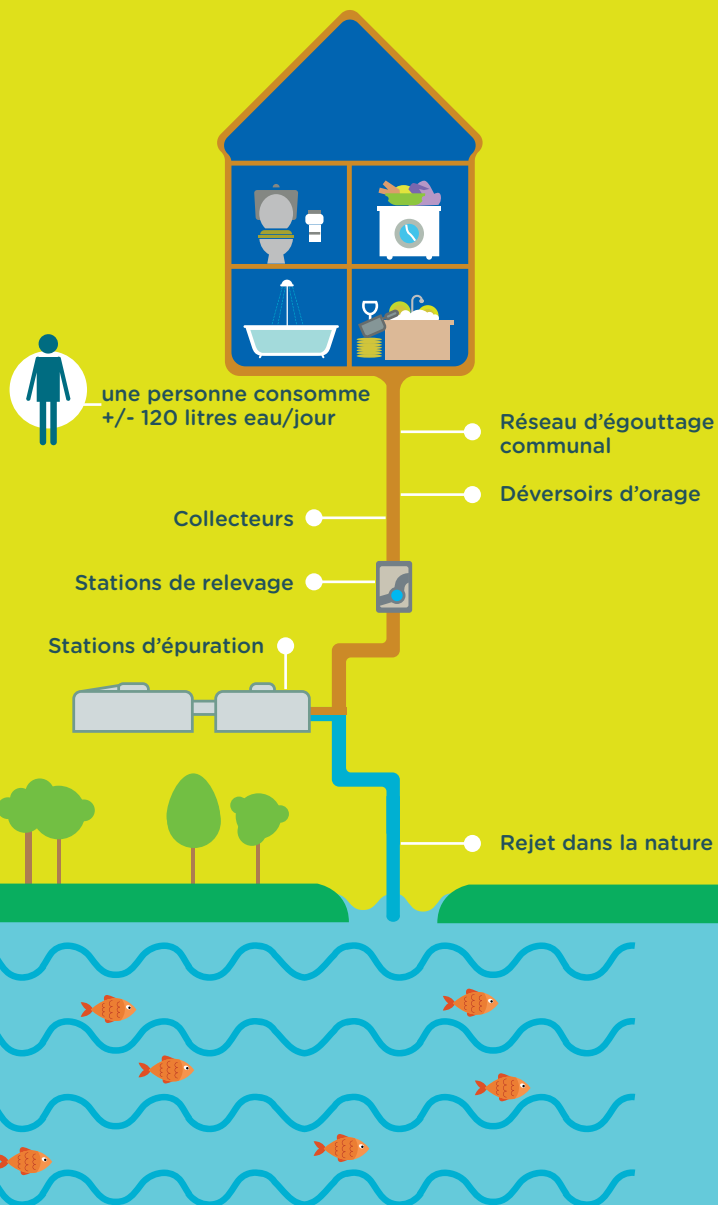 une personne consomme
+/- 120 litres eau/jour
Réseau d'égouttage
communal
Déversoirs d'orage
Collecteurs
Stations de relevage
Stations d'épuration
Rejet dans la nature